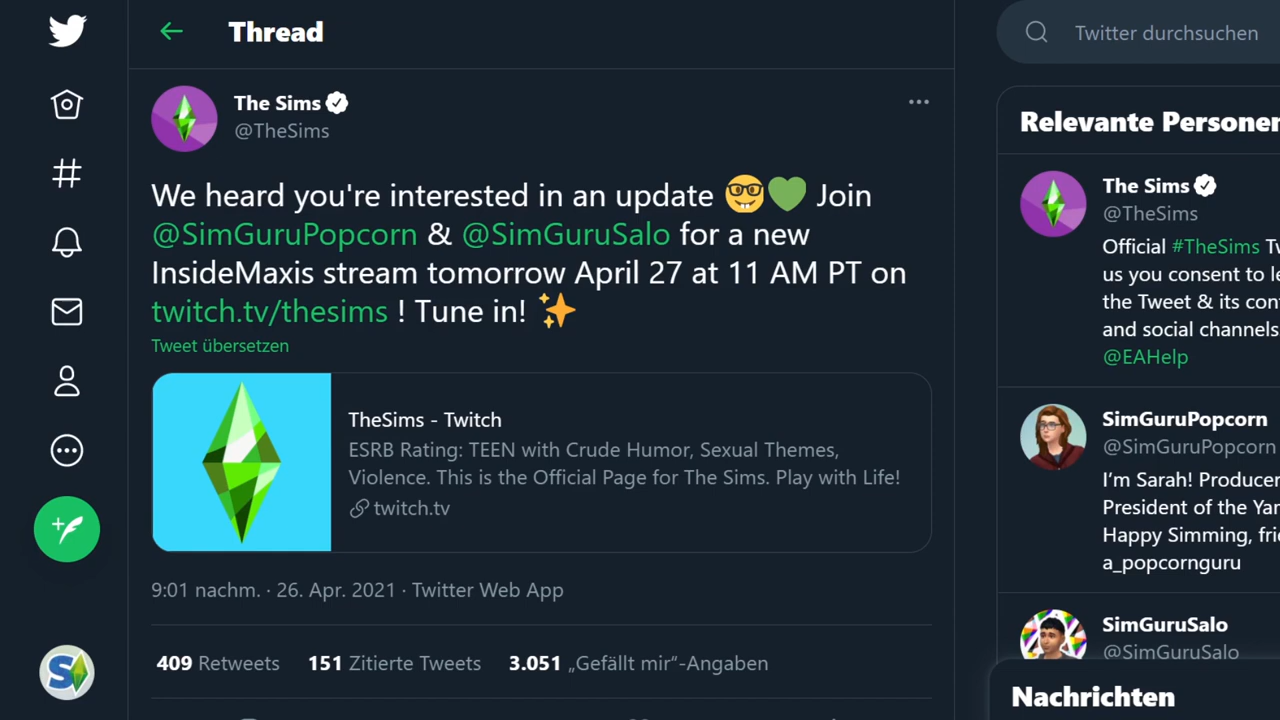 Thread
The Sims
@TheSims
We heard you're interested in an update 🤓💚 Join
@SimGuruPopcorn & @SimGuruSalo for a new
InsideMaxis stream tomorrow April 27 at 11 AM PT on
twitch.tv/thesims ! Tune in! ✨
Tweet übersetzen
TheSims - Twitch
ESRB Rating: TEEN with Crude Humor, Sexual Themes,
Violence. This is the Official Page for The Sims. Play with Life!
twitch.tv
9:01 nachm. · 26. Apr. 2021 · Twitter Web App
409 Retweets 151 Zitierte Tweets 3.051 „Gefällt mir“-Angaben
Twitter durchsuchen
Relevante Personen
The Sims
@TheSims
Official #TheSims
us you consent to
the Tweet & its
and social channels
@EAHelp
SimGuruPopcorn
@SimGuruPopcorn
I’m Sarah! Producer
President of the
Happy Simming,
a_popcornguru
SimGuruSalo
@SimGuruSalo
Nachrichten